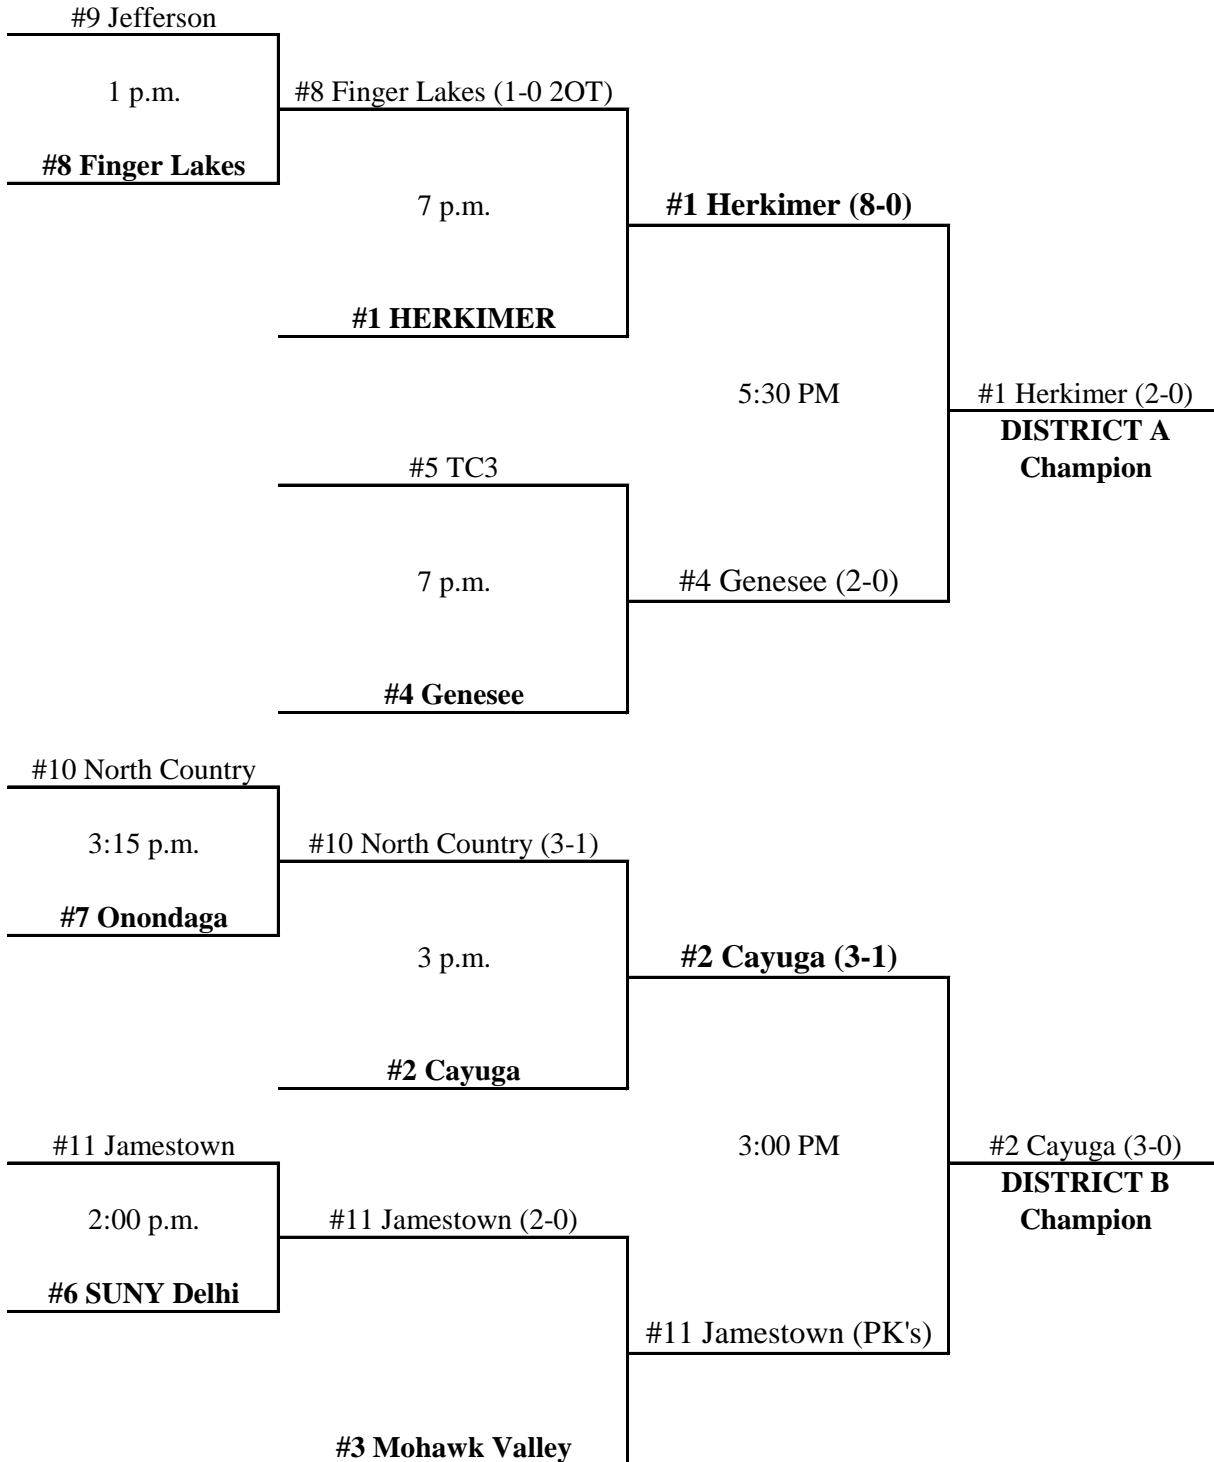 #9 Jefferson
1 p.m.
#8 Finger Lakes (1-0 2OT)
#8 Finger Lakes
7 p.m.
#1 Herkimer (8-0)
#1 HERKIMER
5:30 PM
#1 Herkimer (2-0)
DISTRICT A
Champion
#5 TC3
7 p.m.
#4 Genesee (2-0)
#4 Genesee
#10 North Country
3:15 p.m.
#10 North Country (3-1)
#7 Onondaga
3 p.m.
#2 Cayuga (3-1)
#2 Cayuga
#11 Jamestown
3:00 PM
#2 Cayuga (3-0)
DISTRICT B
Champion
2:00 p.m.
#11 Jamestown (2-0)
#6 SUNY Delhi
#11 Jamestown (PK's)
#3 Mohawk Valley